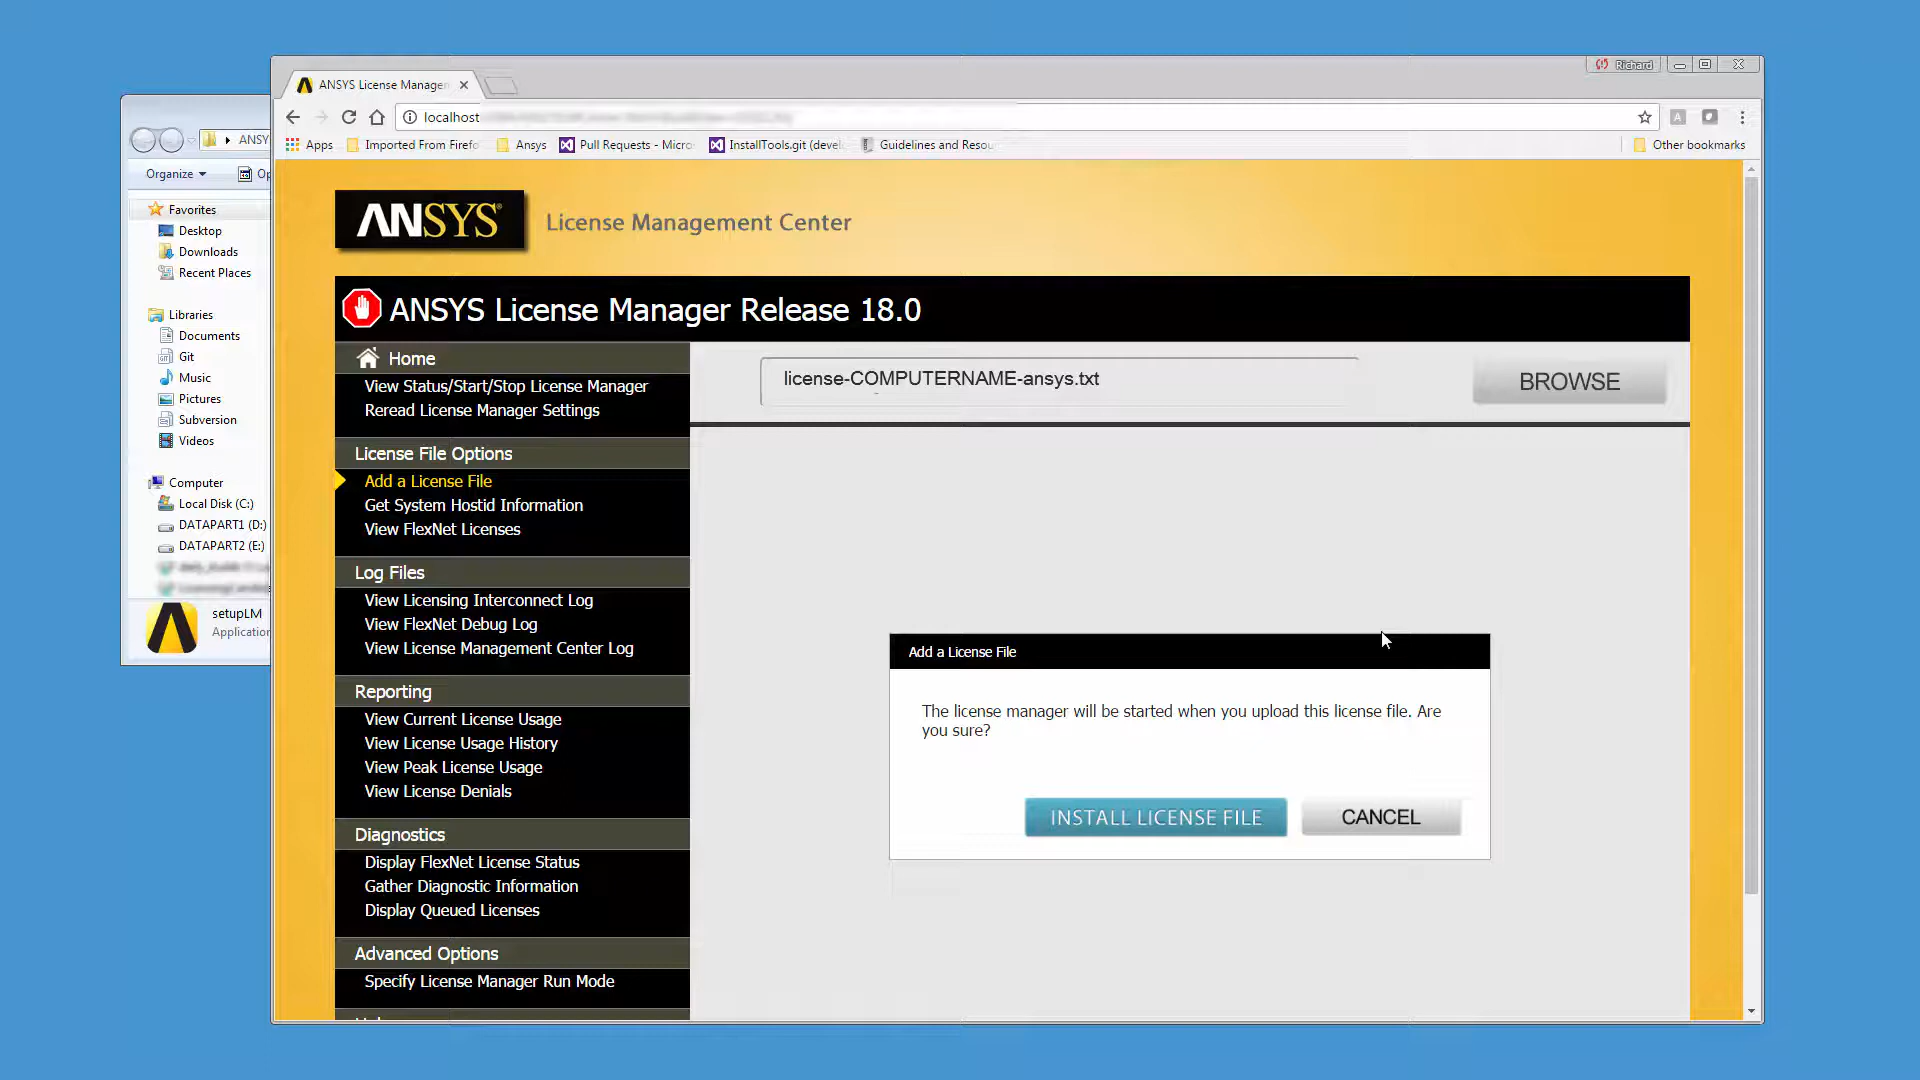 ANSYS License Manager
Richard
localhost
Apps
Imported From Firefo
Ansys
Pull Requests - Micro
InstallTools.git (devel
Guidelines and Resou
Other bookmarks
ANSY
Organize
Op
Favorites
Desktop
Downloads
Recent Places
Libraries
Documents
Git
Music
Pictures
Subversion
Videos
Computer
Local Disk (C:)
DATAPART1 (D:)
DATAPART2 (E:)
setupLM
Application
ANSYS License Management Center
ANSYS License Manager Release 18.0
Home
View Status/Start/Stop License Manager
Reread License Manager Settings
License File Options
Add a License File
Get System Hostid Information
View FlexNet Licenses
Log Files
View Licensing Interconnect Log
View FlexNet Debug Log
View License Management Center Log
Reporting
View Current License Usage
View License Usage History
View Peak License Usage
View License Denials
Diagnostics
Display FlexNet License Status
Gather Diagnostic Information
Display Queued Licenses
Advanced Options
Specify License Manager Run Mode
license-COMPUTERNAME-ansys.txt
BROWSE
Add a License File
The license manager will be started when you upload this license file. Are
you sure?
INSTALL LICENSE FILE
CANCEL